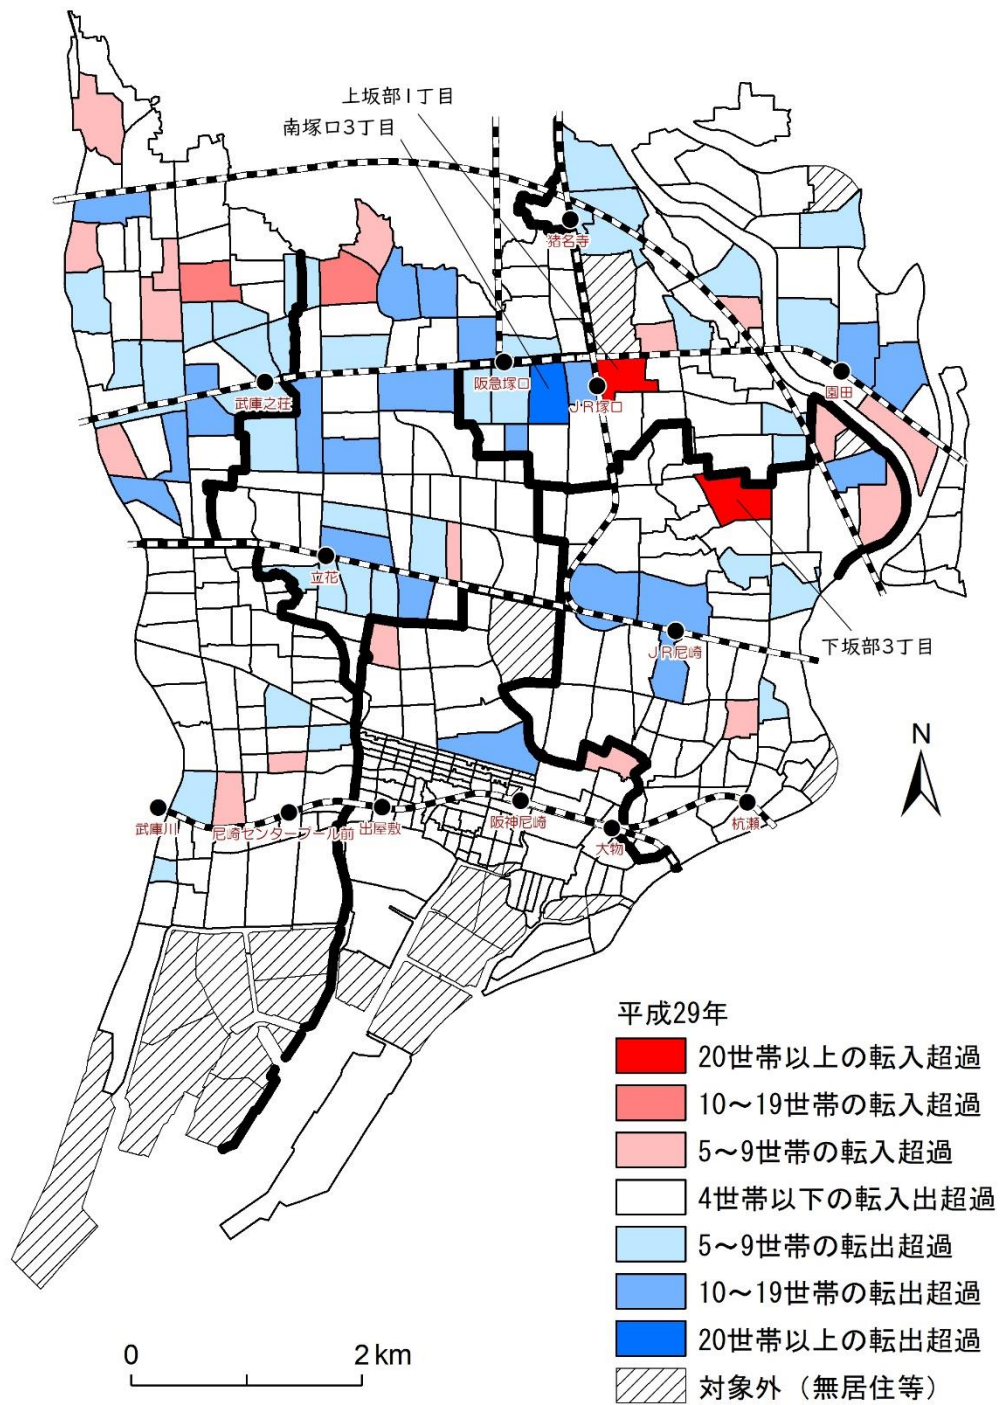 上坂部1丁目
南塚口3丁目
猪名寺
阪急塚口
JR塚口
園田
武庫之荘
立花
JR尼崎
下坂部3丁目
N
武庫川
尼崎センタープール前
出屋敷
阪神尼崎
大物
杭瀬
平成29年
20世帯以上の転入超過
10～19世帯の転入超過
5～9世帯の転入超過
4世帯以下の転入出超過
5～9世帯の転出超過
10～19世帯の転出超過
20世帯以上の転出超過
対象外（無居住等）
0 2 km